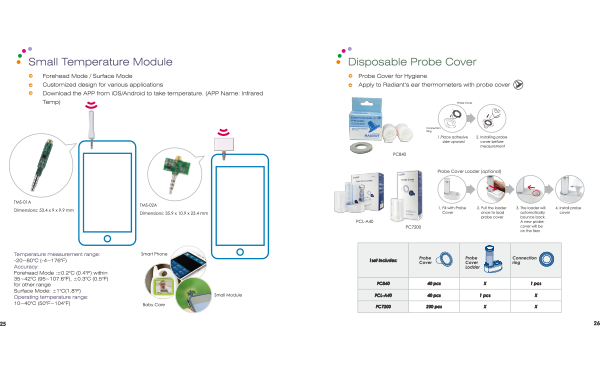 Small Temperature Module
Forehead Mode / Surface Mode
Customized design for various applications
Download the APP from iOS/Android to take temperature. (APP Name: Infrared
Temp)
TMS-01A
Dimensions: 53.4 x 9 x 9.9 mm
TMS-02A
Dimensions: 35.9 x 10.9 x 23.4 mm
Temperature measurement range:
-20~80°C (-4~176°F)
Accuracy:
Forehead Mode :±0.2°C (0.4°F) within
35~42°C (95~107.6°F), ±0.3°C (0.5°F)
for other range
Surface Mode: ±1°C(1.8°F)
Operating temperature range:
10~40°C (50°F~104°F)
Smart Phone
Small Module
Baby Care
25
Disposable Probe Cover
Probe Cover for Hygiene
Apply to Radiant's ear thermometers with probe cover
PC840
Probe Cover
Connection
ring
1. Place adhesive
side upward
2. Installing probe
cover before
measurement
Probe Cover Loader (optional)
PCL-A40
PC7200
1. Fill with Probe
Cover
2. Pull the loader
once to load
probe cover
3. The loader will
automatically
bounce back.
A new probe
cover will be
on the top
4. Install probe
cover
1set includes:
Probe
Cover
Probe
Cover
Loader
Connection
ring
PC840
40 pcs
X
1 pcs
PCL-A40
40 pcs
1 pcs
X
PC7200
200 pcs
X
X
26